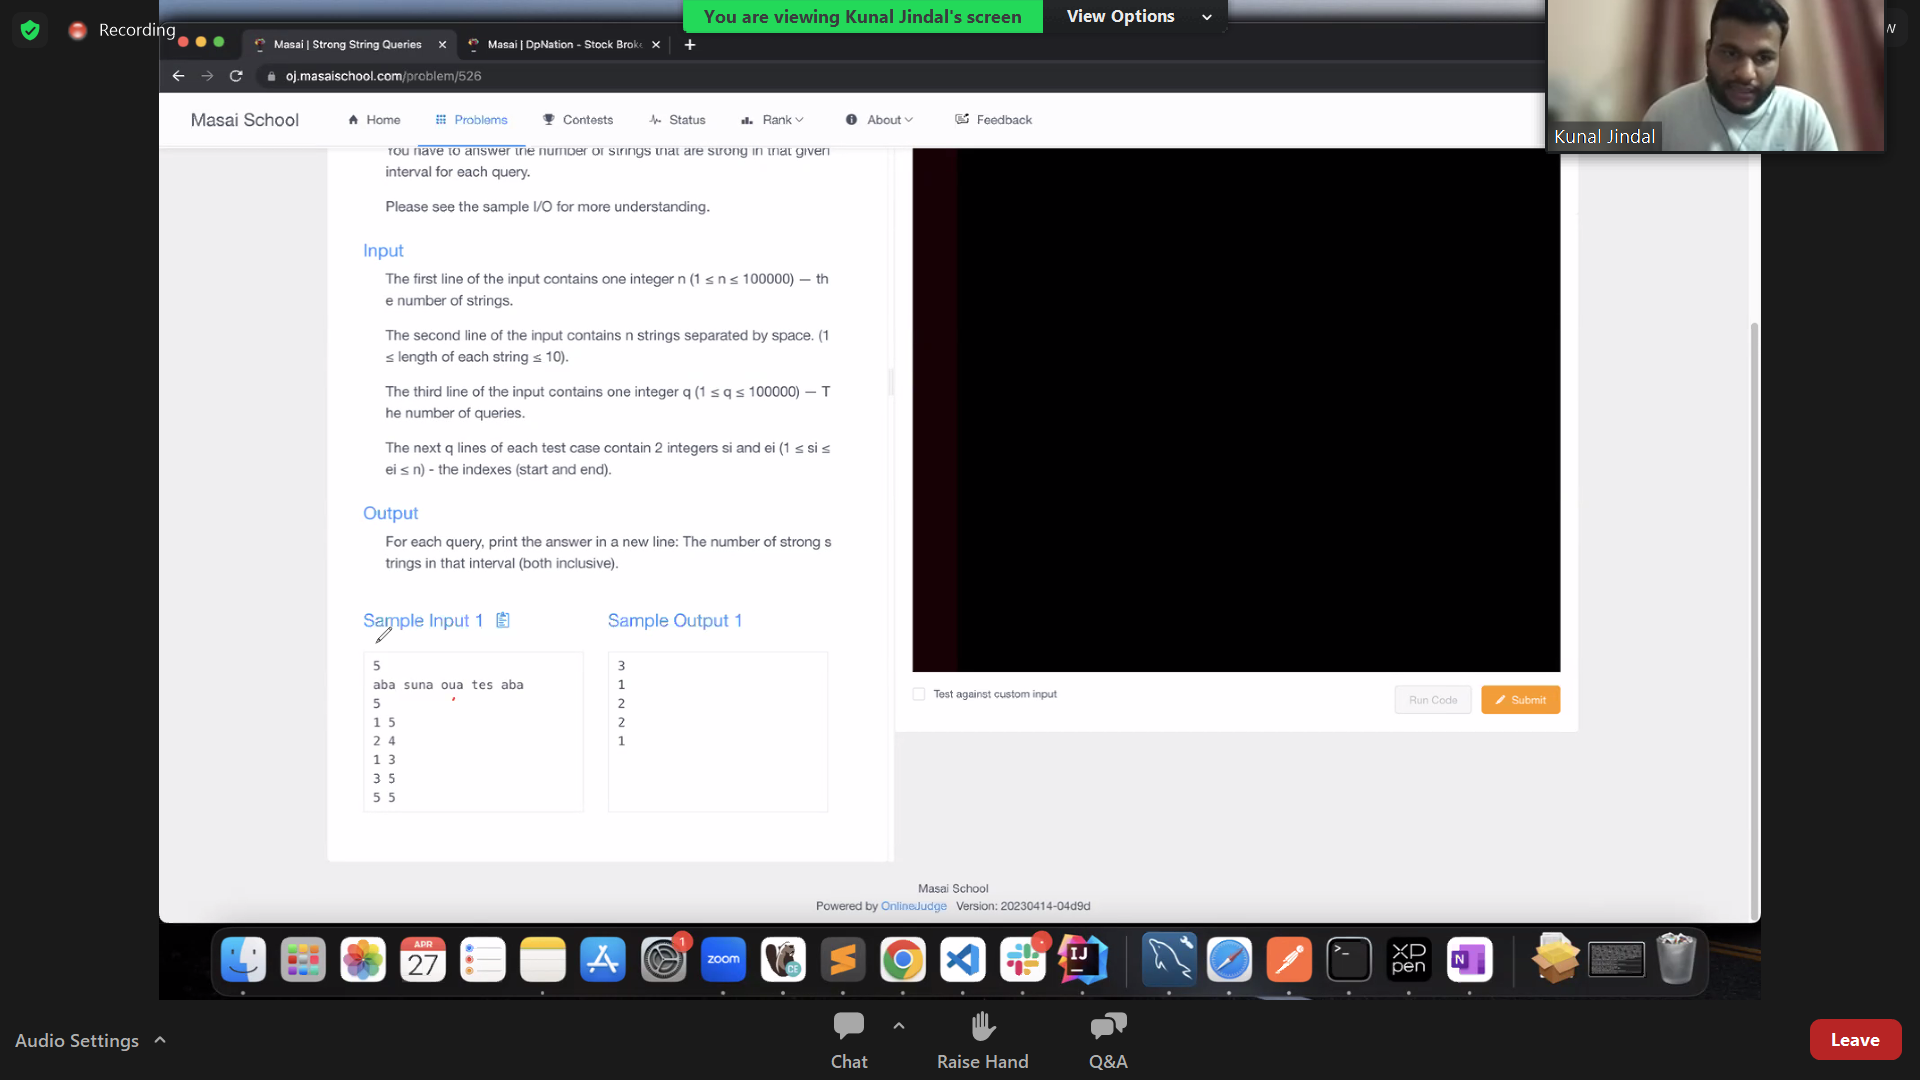 You are viewing Kunal Jindal's screen
View Options
Recording
Masai | Strong String Queries
Masai | DpNation - Stock Broke
oj.masaischool.com/problem/526
Kunal Jindal
Masai School
Home
Problems
Contests
Status
Rank
About
Feedback
You have to answer the number of strings that are strong in that given
interval for each query.
Please see the sample I/O for more understanding.
Input
The first line of the input contains one integer n (1 ≤ n ≤ 100000) — th
e number of strings.
The second line of the input contains n strings separated by space. (1
≤ length of each string ≤ 10).
The third line of the input contains one integer q (1 ≤ q ≤ 100000) — T
he number of queries.
The next q lines of each test case contain 2 integers si and ei (1 ≤ si ≤
ei ≤ n) - the indexes (start and end).
Output
For each query, print the answer in a new line: The number of strong s
trings in that interval (both inclusive).
Sample Input 1
Sample Output 1
5
aba suna oua tes aba
5
1 5
2 4
1 3
3 5
5 5
3
1
2
2
1
Test against custom input
Run Code
Submit
Masai School
Powered by OnlineJudge Version: 20230414-04d9d
APR
27
1
zoom
CE
IJ
>_
XP
pen
N
Audio Settings
Chat
Raise Hand
Q&A
Leave